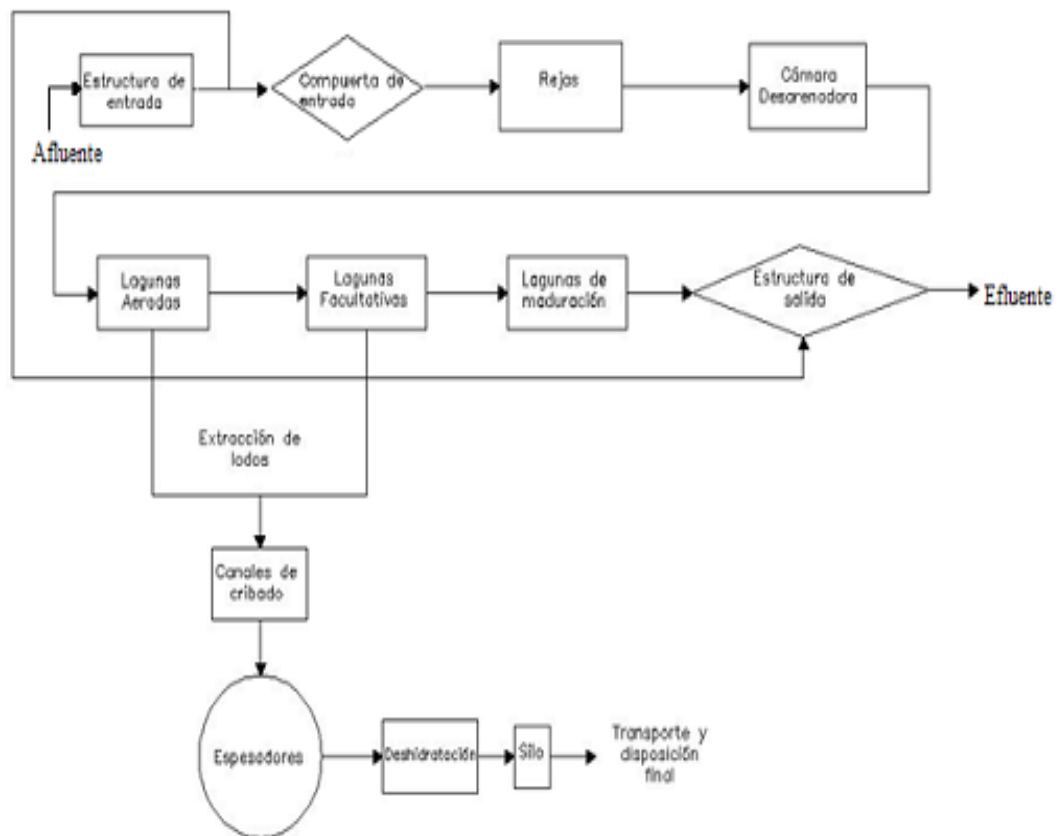 Estructura de
entrada
Compuerta de
entrada
Rejas
Cámara
Desarenadora
Afluente
Lagunas
Aeradas
Lagunas
Facultativas
Lagunas de
maduración
Estructura de
salida
Efluente
Extracción de
lodos
Canales de
cribado
Espesadores
Deshidratación
Silo
Transporte y
disposición
final